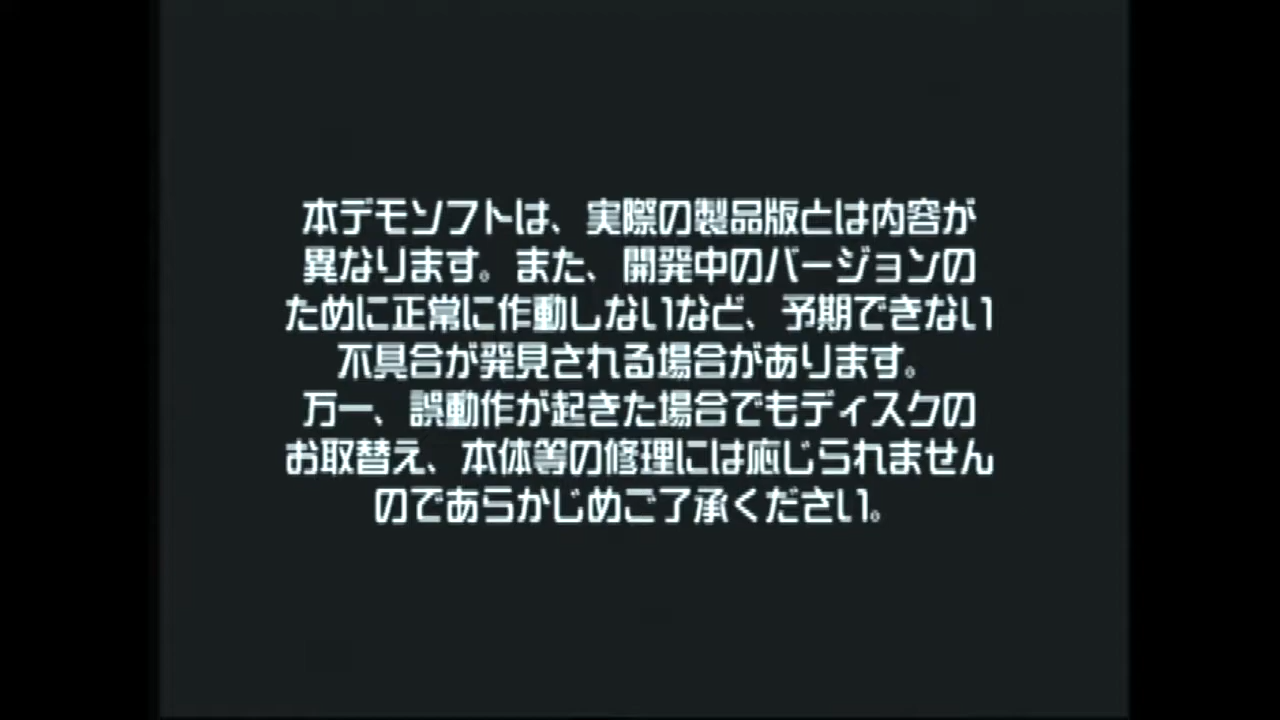 本デモソフトは、実際の製品版とは内容が
異なります。また、開発中のバージョンの
ために正常に作動しないなど、予期できない
不具合が発見される場合があります。
万一、誤動作が起きた場合でもディスクの
お取替え、本体等の修理には応じられません
のであらかじめご了承ください。